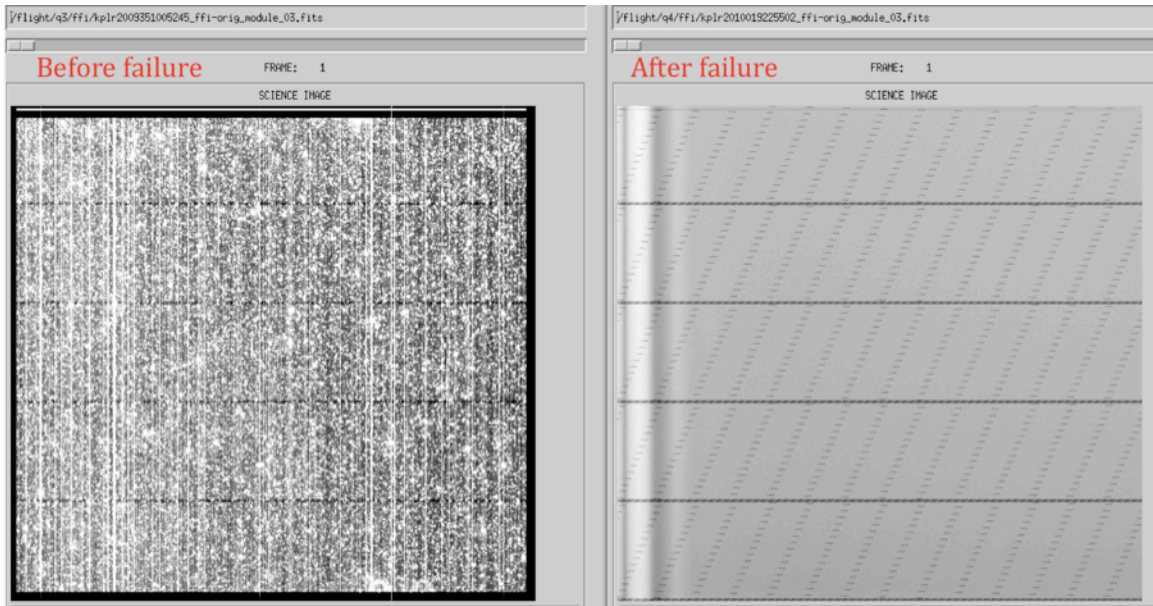 /flight/q3/ffi/kplr2009351005245_ffi-orig_module_03.fits
Before failure
FRAME: 1
SCIENCE IMAGE
/flight/q4/ffi/kplr2010019225502_ffi-orig_module_03.fits
After failure
FRAME: 1
SCIENCE IMAGE